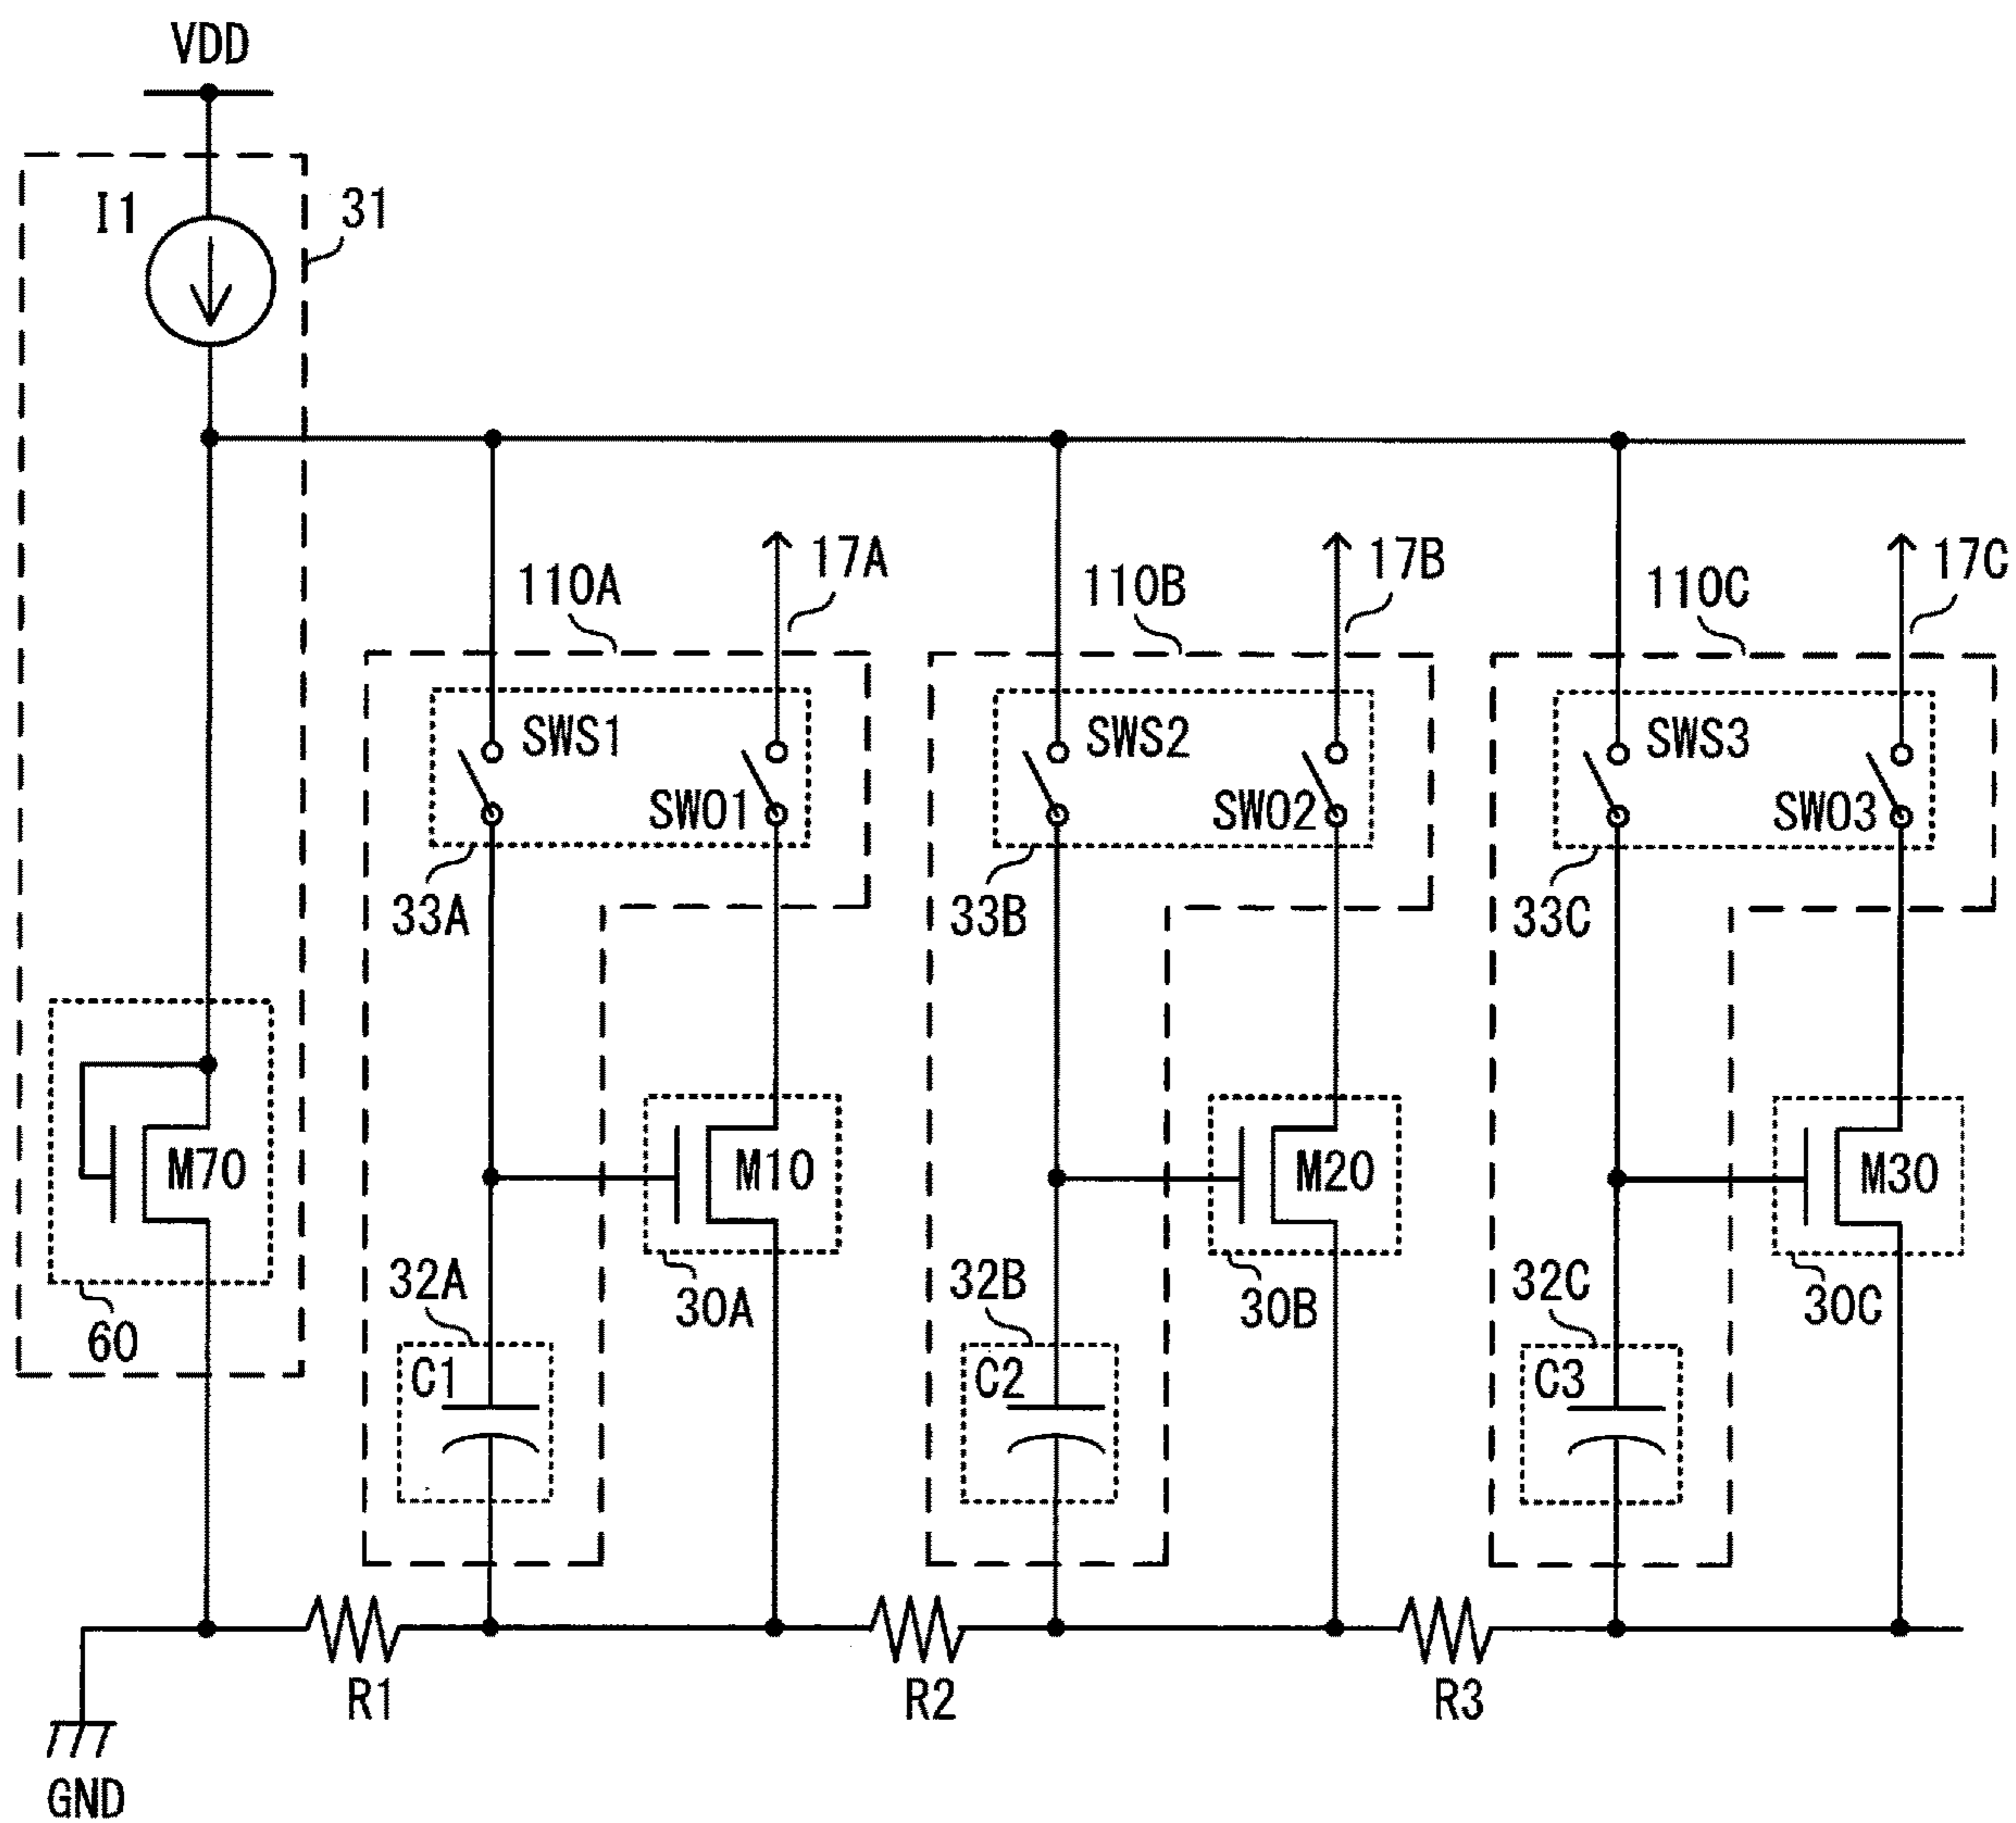 VDD
I1
31
110A
17A
110B
17B
110C
17C
SWS1
SWO1
SWS2
SWO2
SWS3
SWO3
33A
33B
33C
M70
M10
M20
M30
60
32A
30A
32B
30B
32C
30C
C1
C2
C3
R1
R2
R3
GND